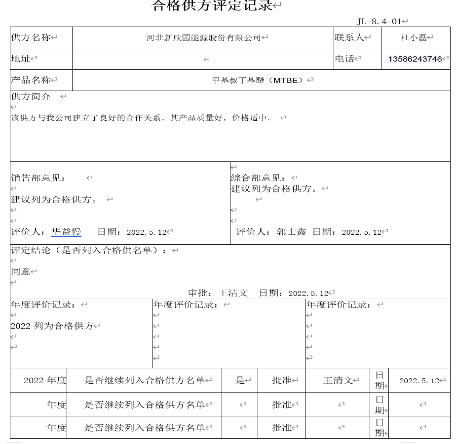 合格供方评定记录
JL-8.4-01
供方名称 河北新欣园能源股份有限公司 联系人 杜小磊
地址 电话 13586243746
产品名称 甲基叔丁基醚（MTBE）
供方简介
该供方与我公司建立了良好的合作关系。其产品质量好，价格适中。
销售部意见： 综合部意见：
建议列为合格供方。 建议列为合格供方。
评价人： 日期：2022.5.12 评价人：郭士鑫 日期：2022.5.12
评定结论（是否列入合格供名单）：
同意
审批：王清文 日期：2022.5.12
年度评价记录： 年度评价记录： 年度评价记录：
2022 列为合格供方
2022 年度 是否继续列入合格供方名单 是 批准 王清文 日期 2022.5.12
年度 是否继续列入合格供方名单 批准 日期
年度 是否继续列入合格供方名单 批准 日期